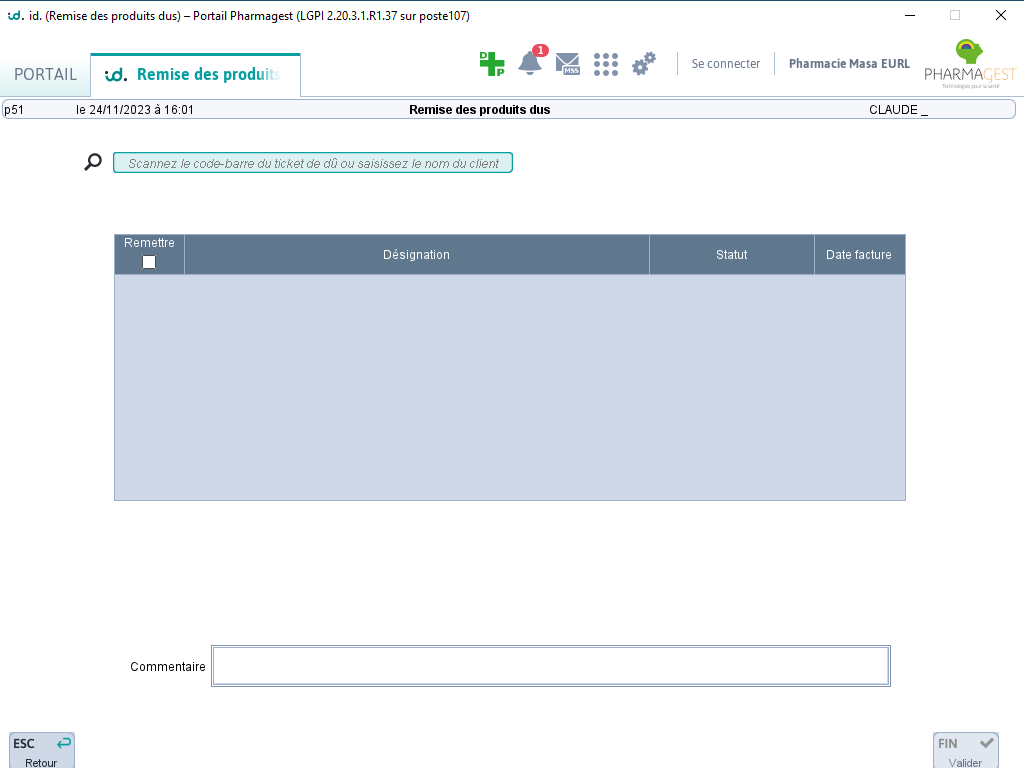 id. id. (Remise des produits dus) – Portail Pharmagest (LGPI 2.20.3.1.R1.37 sur poste107)
PORTAIL
id. Remise des produits
D P
1
MSS
Se connecter
Pharmacie Masa EURL
PHARMAGEST
Technologies pour la santé
p51 le 24/11/2023 à 16:01 Remise des produits dus CLAUDE _
Scannez le code-barre du ticket de dû ou saisissez le nom du client
Remettre Désignation Statut Date facture
Commentaire
ESC
Retour
FIN
Valider